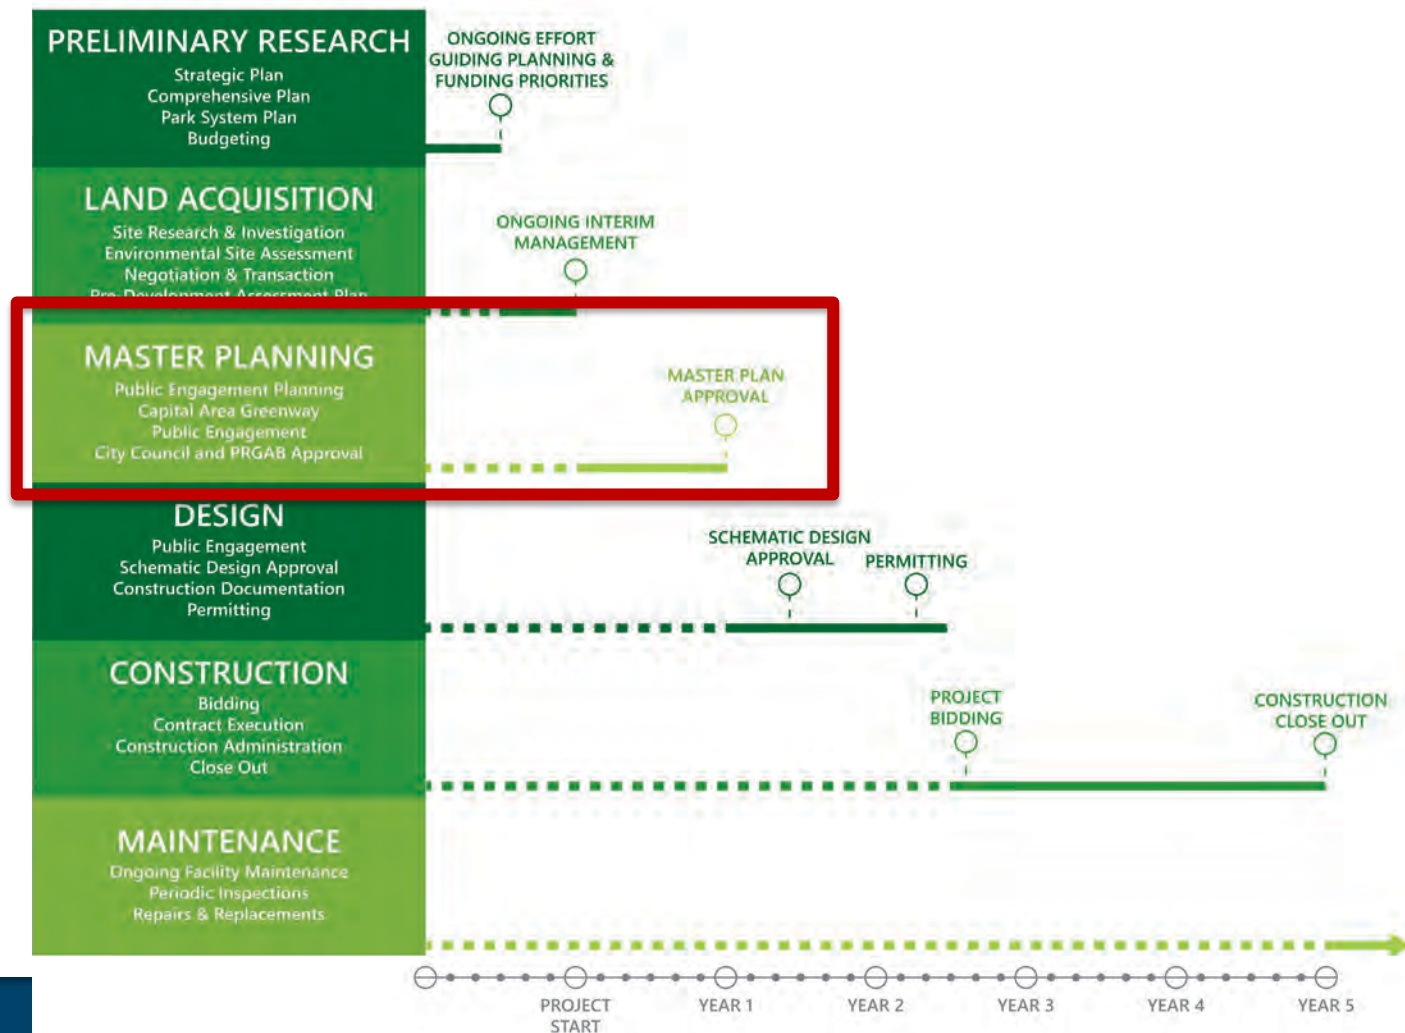 PRELIMINARY RESEARCH
Strategic Plan
Comprehensive Plan
Park System Plan
Budgeting
ONGOING EFFORT
GUIDING PLANNING &
FUNDING PRIORITIES
LAND ACQUISITION
Site Research & Investigation
Environmental Site Assessment
Negotiation & Transaction
Pre-Development Assessment Plan
ONGOING INTERIM
MANAGEMENT
MASTER PLANNING
Public Engagement Planning
Capital Area Greenway
Public Engagement
City Council and PRGAB Approval
MASTER PLAN
APPROVAL
DESIGN
Public Engagement
Schematic Design Approval
Construction Documentation
Permitting
SCHEMATIC DESIGN
APPROVAL
PERMITTING
CONSTRUCTION
Bidding
Contract Execution
Construction Administration
Close Out
PROJECT
BIDDING
CONSTRUCTION
CLOSE OUT
MAINTENANCE
Ongoing Facility Maintenance
Periodic Inspections
Repairs & Replacements
PROJECT
START
YEAR 1
YEAR 2
YEAR 3
YEAR 4
YEAR 5